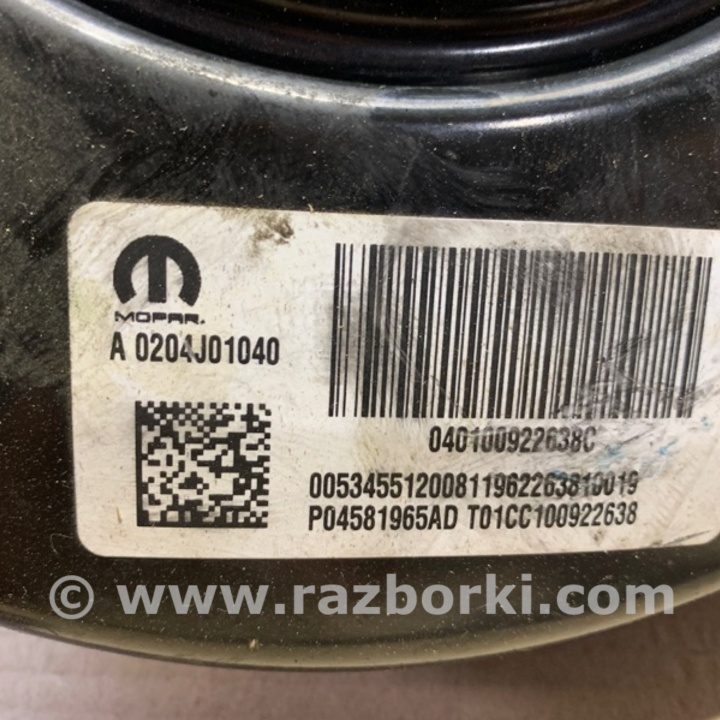 MOPAR.
A 0204J01040
040100922638C
00534551200811962263810019
P04581965AD T01CC100922638
© www.razborki.com